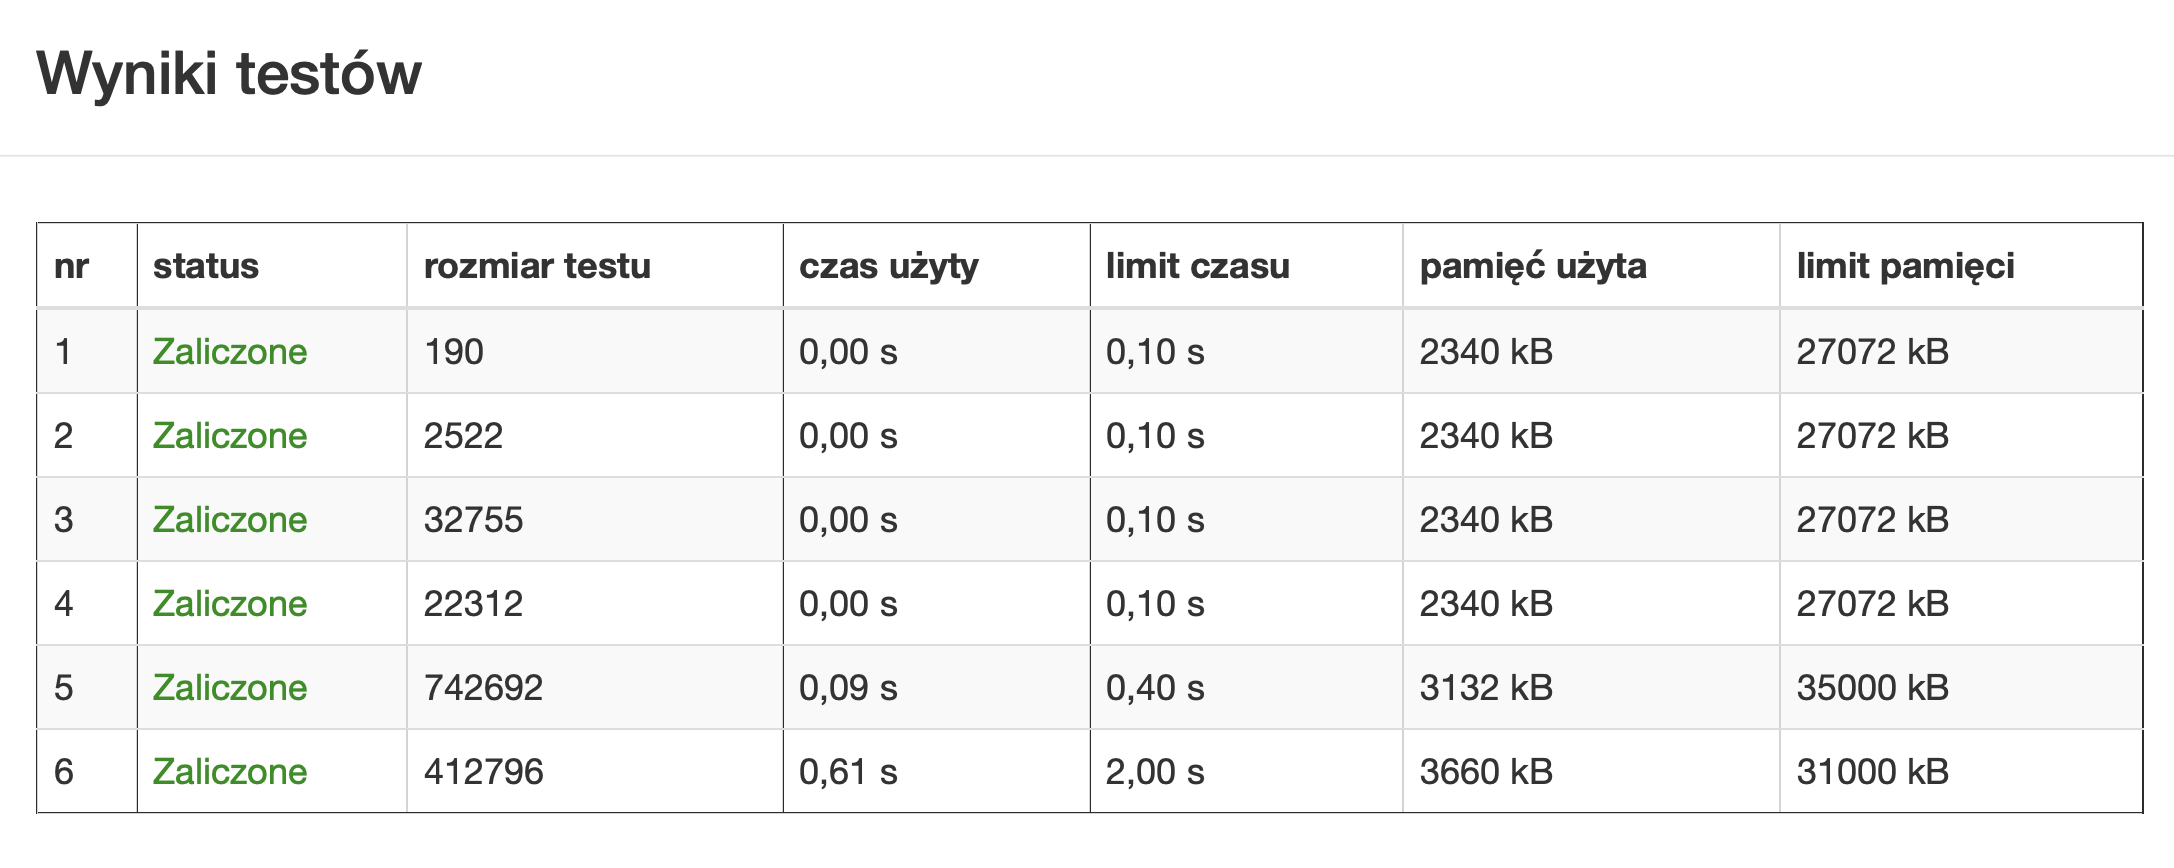 Wyniki testów
nr status rozmiar testu czas użyty limit czasu pamięć użyta limit pamięci
1 Zaliczone 190 0,00 s 0,10 s 2340 kB 27072 kB
2 Zaliczone 2522 0,00 s 0,10 s 2340 kB 27072 kB
3 Zaliczone 32755 0,00 s 0,10 s 2340 kB 27072 kB
4 Zaliczone 22312 0,00 s 0,10 s 2340 kB 27072 kB
5 Zaliczone 742692 0,09 s 0,40 s 3132 kB 35000 kB
6 Zaliczone 412796 0,61 s 2,00 s 3660 kB 31000 kB